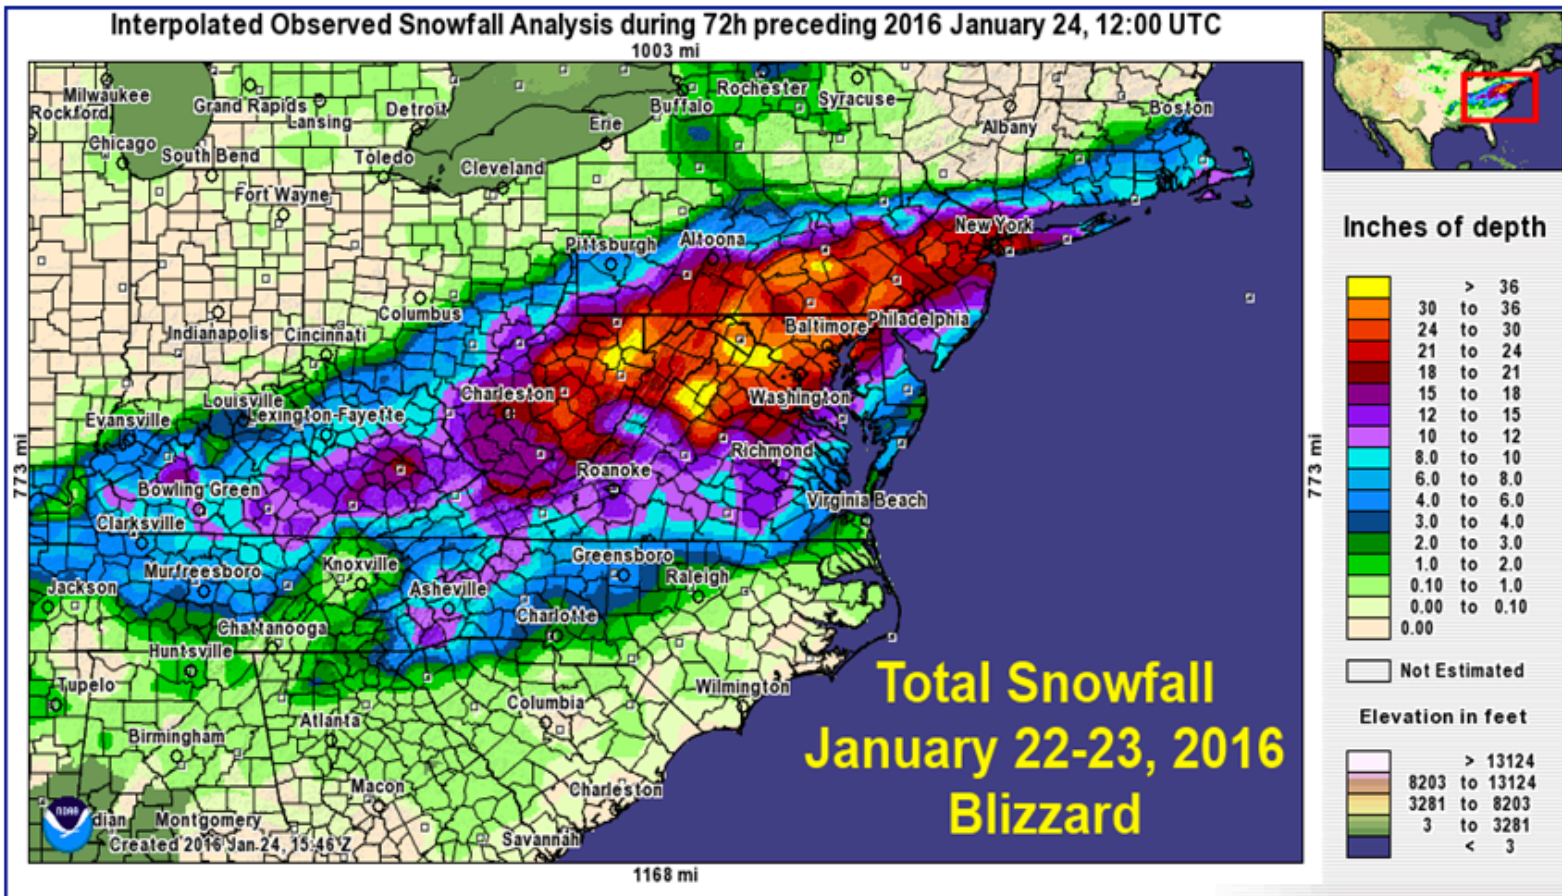 Interpolated Observed Snowfall Analysis during 72h preceding 2016 January 24, 12:00 UTC
1003 mi
Milwaukee
Rockford
Grand Rapids
Lansing
Detroit
Buffalo
Rochester
Syracuse
Boston
Chicago
South Bend
Toledo
Erie
Albany
Cleveland
Fort Wayne
Pittsburgh
Altoona
New York
Columbus
Indianapolis
Cincinnati
Baltimore
Philadelphia
Louisville
Charleston
Washington
Evansville
Lexington-Fayette
Richmond
Roanoke
773 mi
773 mi
Bowling Green
Virginia Beach
Clarksville
Murfreesboro
Knoxville
Greensboro
Raleigh
Jackson
Asheville
Charlotte
Chattanooga
Huntsville
Tupelo
Wilmington
Columbia
Atlanta
Birmingham
Macon
Charleston
dian
Montgomery
Savannah
NOAA
Created 2016 Jan 24, 15:46 Z
1168 mi
Total Snowfall
January 22-23, 2016
Blizzard
Inches of depth
> 36
30 to 36
24 to 30
21 to 24
18 to 21
15 to 18
12 to 15
10 to 12
8.0 to 10
6.0 to 8.0
4.0 to 6.0
3.0 to 4.0
2.0 to 3.0
1.0 to 2.0
0.10 to 1.0
0.00 to 0.10
0.00
Not Estimated
Elevation in feet
> 13124
8203 to 13124
3281 to 8203
3 to 3281
< 3